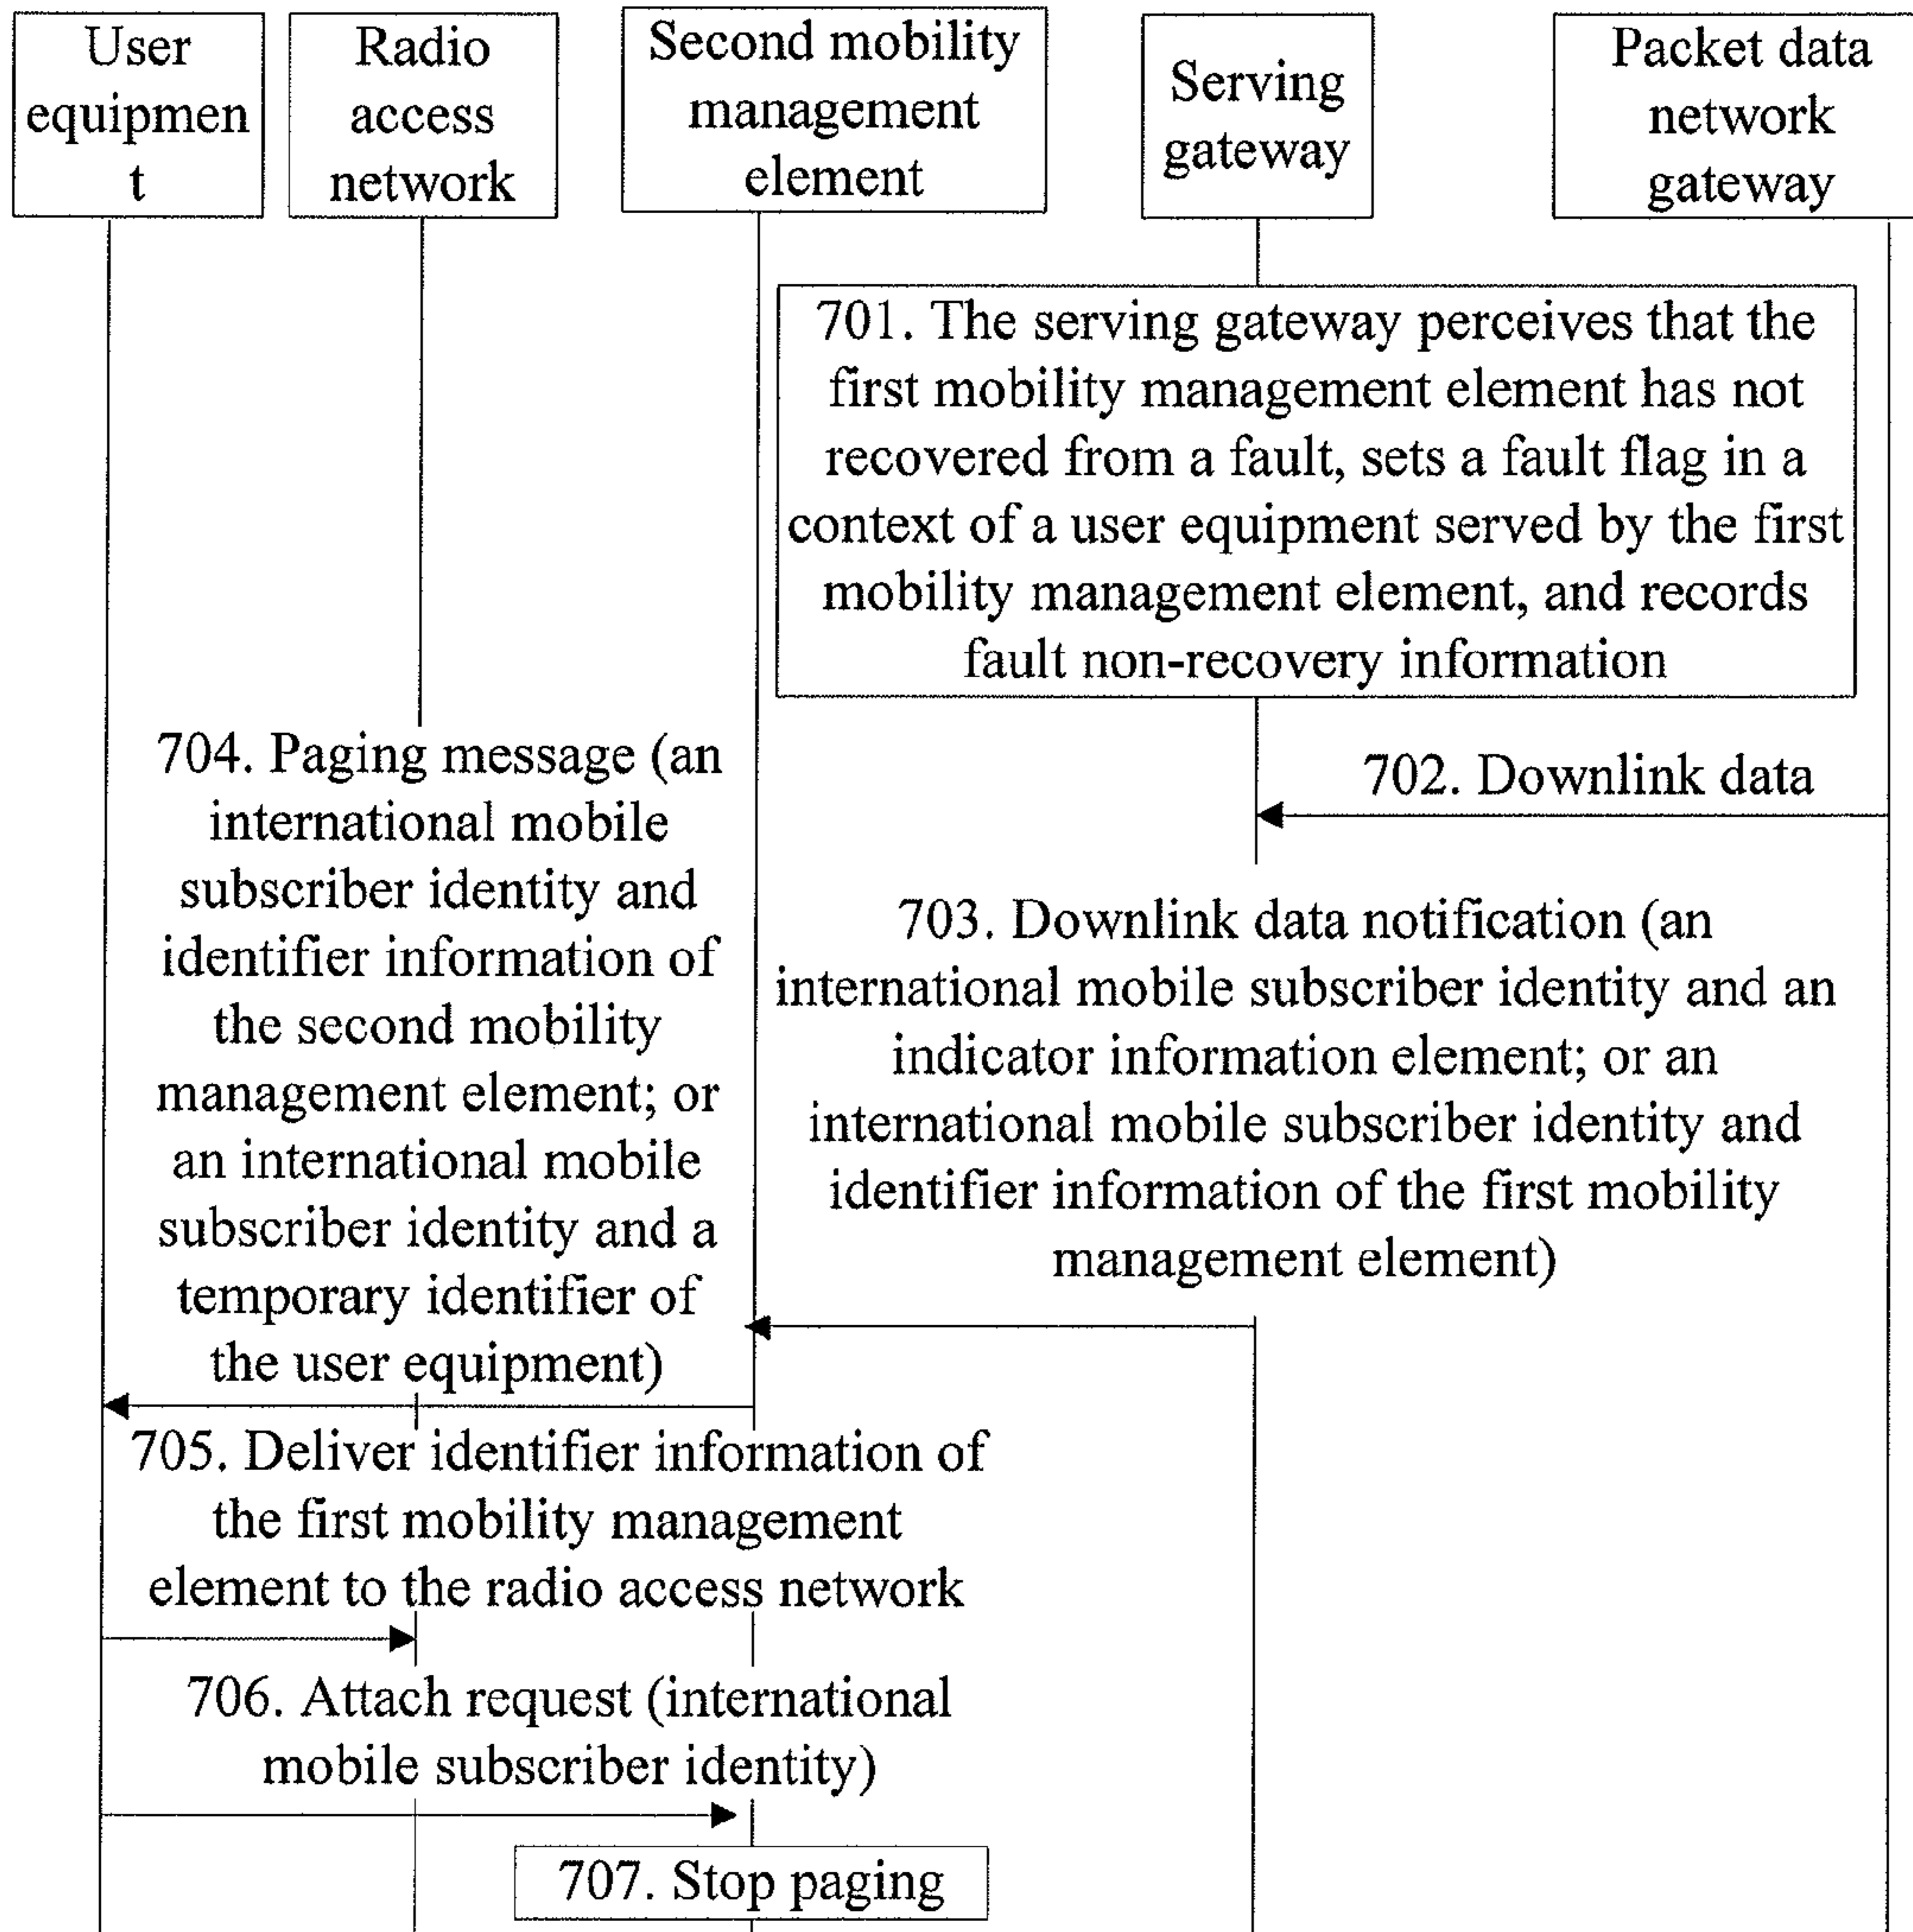 User
equipmen
t
Radio
access
network
Second mobility
management
element
Serving
gateway
Packet data
network
gateway
701. The serving gateway perceives that the
first mobility management element has not
recovered from a fault, sets a fault flag in a
context of a user equipment served by the first
mobility management element, and records
fault non-recovery information
702. Downlink data
703. Downlink data notification (an
international mobile subscriber identity and an
indicator information element; or an
international mobile subscriber identity and
identifier information of the first mobility
management element)
704. Paging message (an
international mobile
subscriber identity and
identifier information of
the second mobility
management element; or
an international mobile
subscriber identity and a
temporary identifier of
the user equipment)
705. Deliver identifier information of
the first mobility management
element to the radio access network
706. Attach request (international
mobile subscriber identity)
707. Stop paging